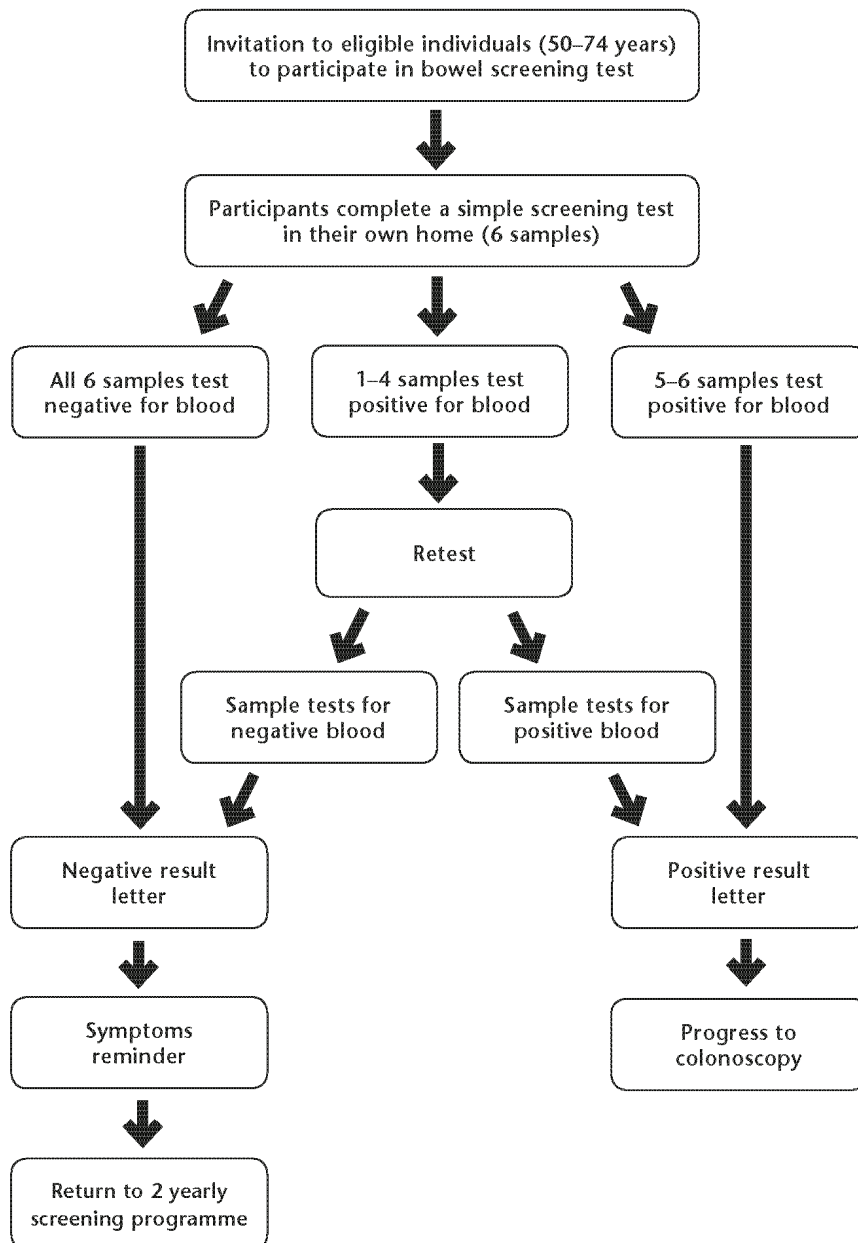 Invitation to eligible individuals (50–74 years)
to participate in bowel screening test
Participants complete a simple screening test
in their own home (6 samples)
All 6 samples test
negative for blood
1–4 samples test
positive for blood
5–6 samples test
positive for blood
Retest
Sample tests for
negative blood
Sample tests for
positive blood
Negative result
letter
Positive result
letter
Symptoms
reminder
Progress to
colonoscopy
Return to 2 yearly
screening programme